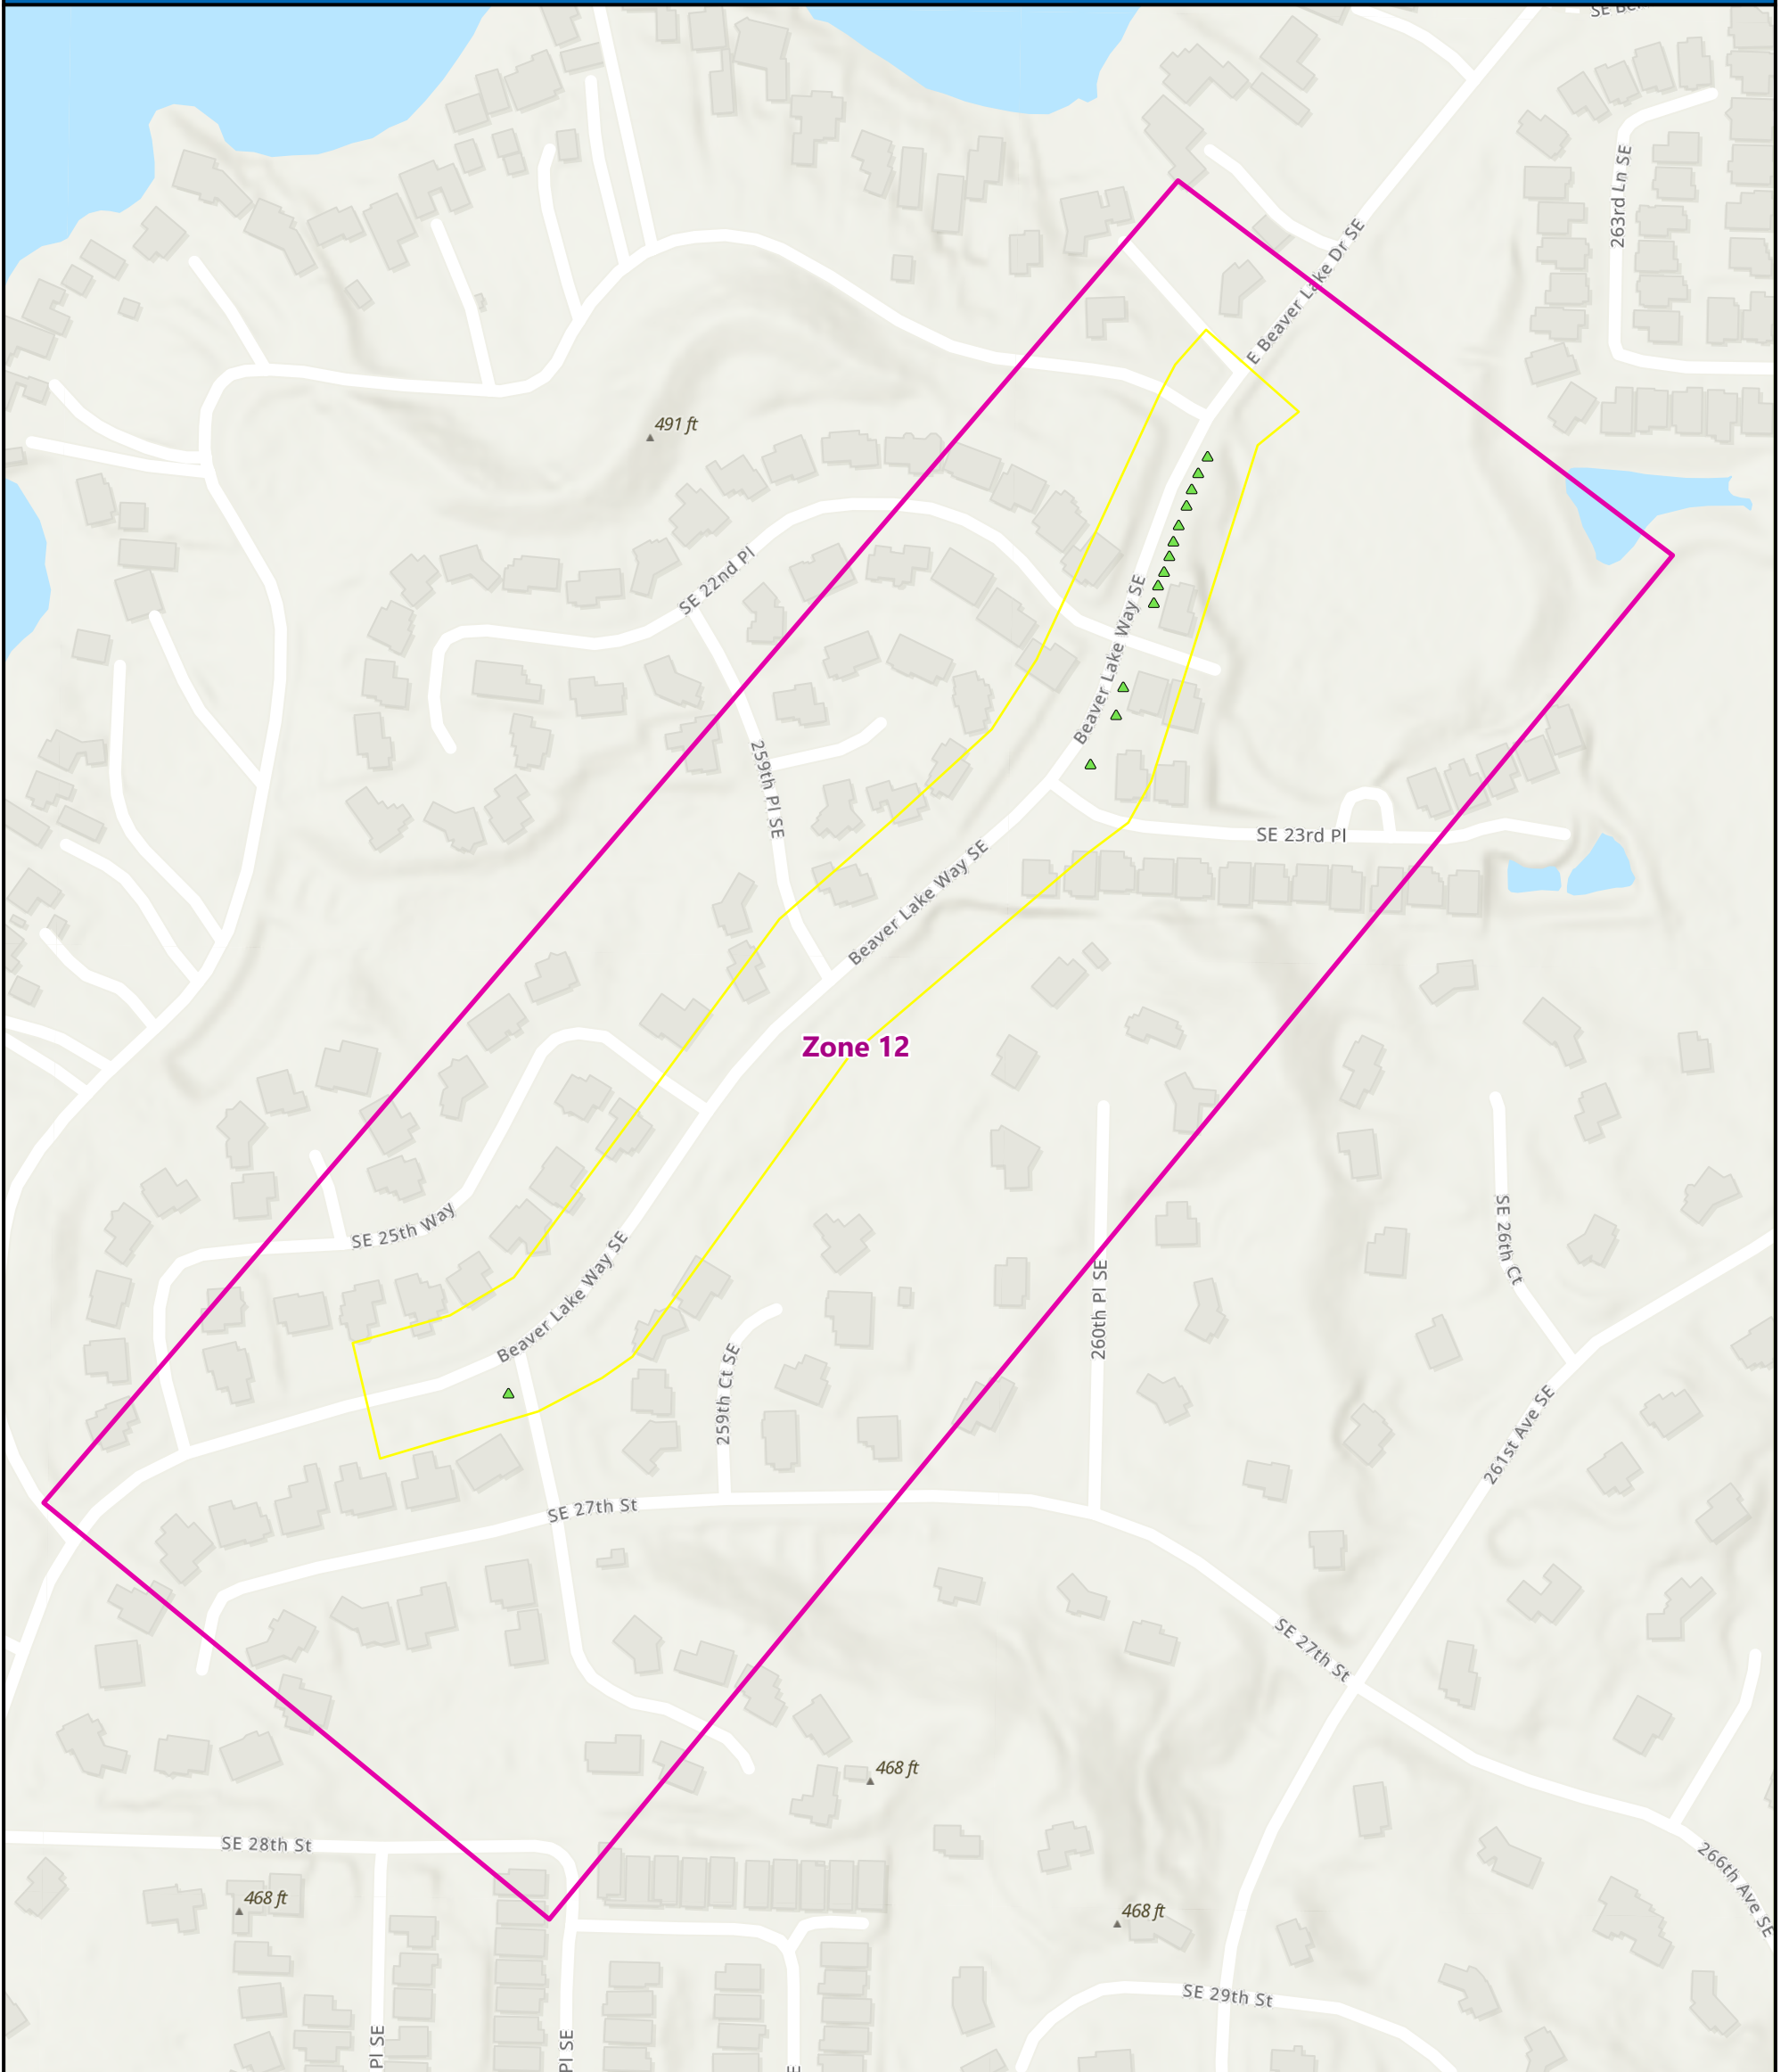 263rd Ln SE
E Beaver Lake Dr SE
491 ft
SE 22nd Pl
Beaver Lake Way SE
259th Pl SE
SE 23rd Pl
Beaver Lake Way SE
Zone 12
SE 25th Way
SE 26th Ct
Beaver Lake Way SE
260th Pl SE
259th Ct SE
261st Ave SE
SE 27th St
SE 27th St
468 ft
SE 28th St
266th Ave SE
468 ft
468 ft
SE 29th St
Pl SE
Pl SE